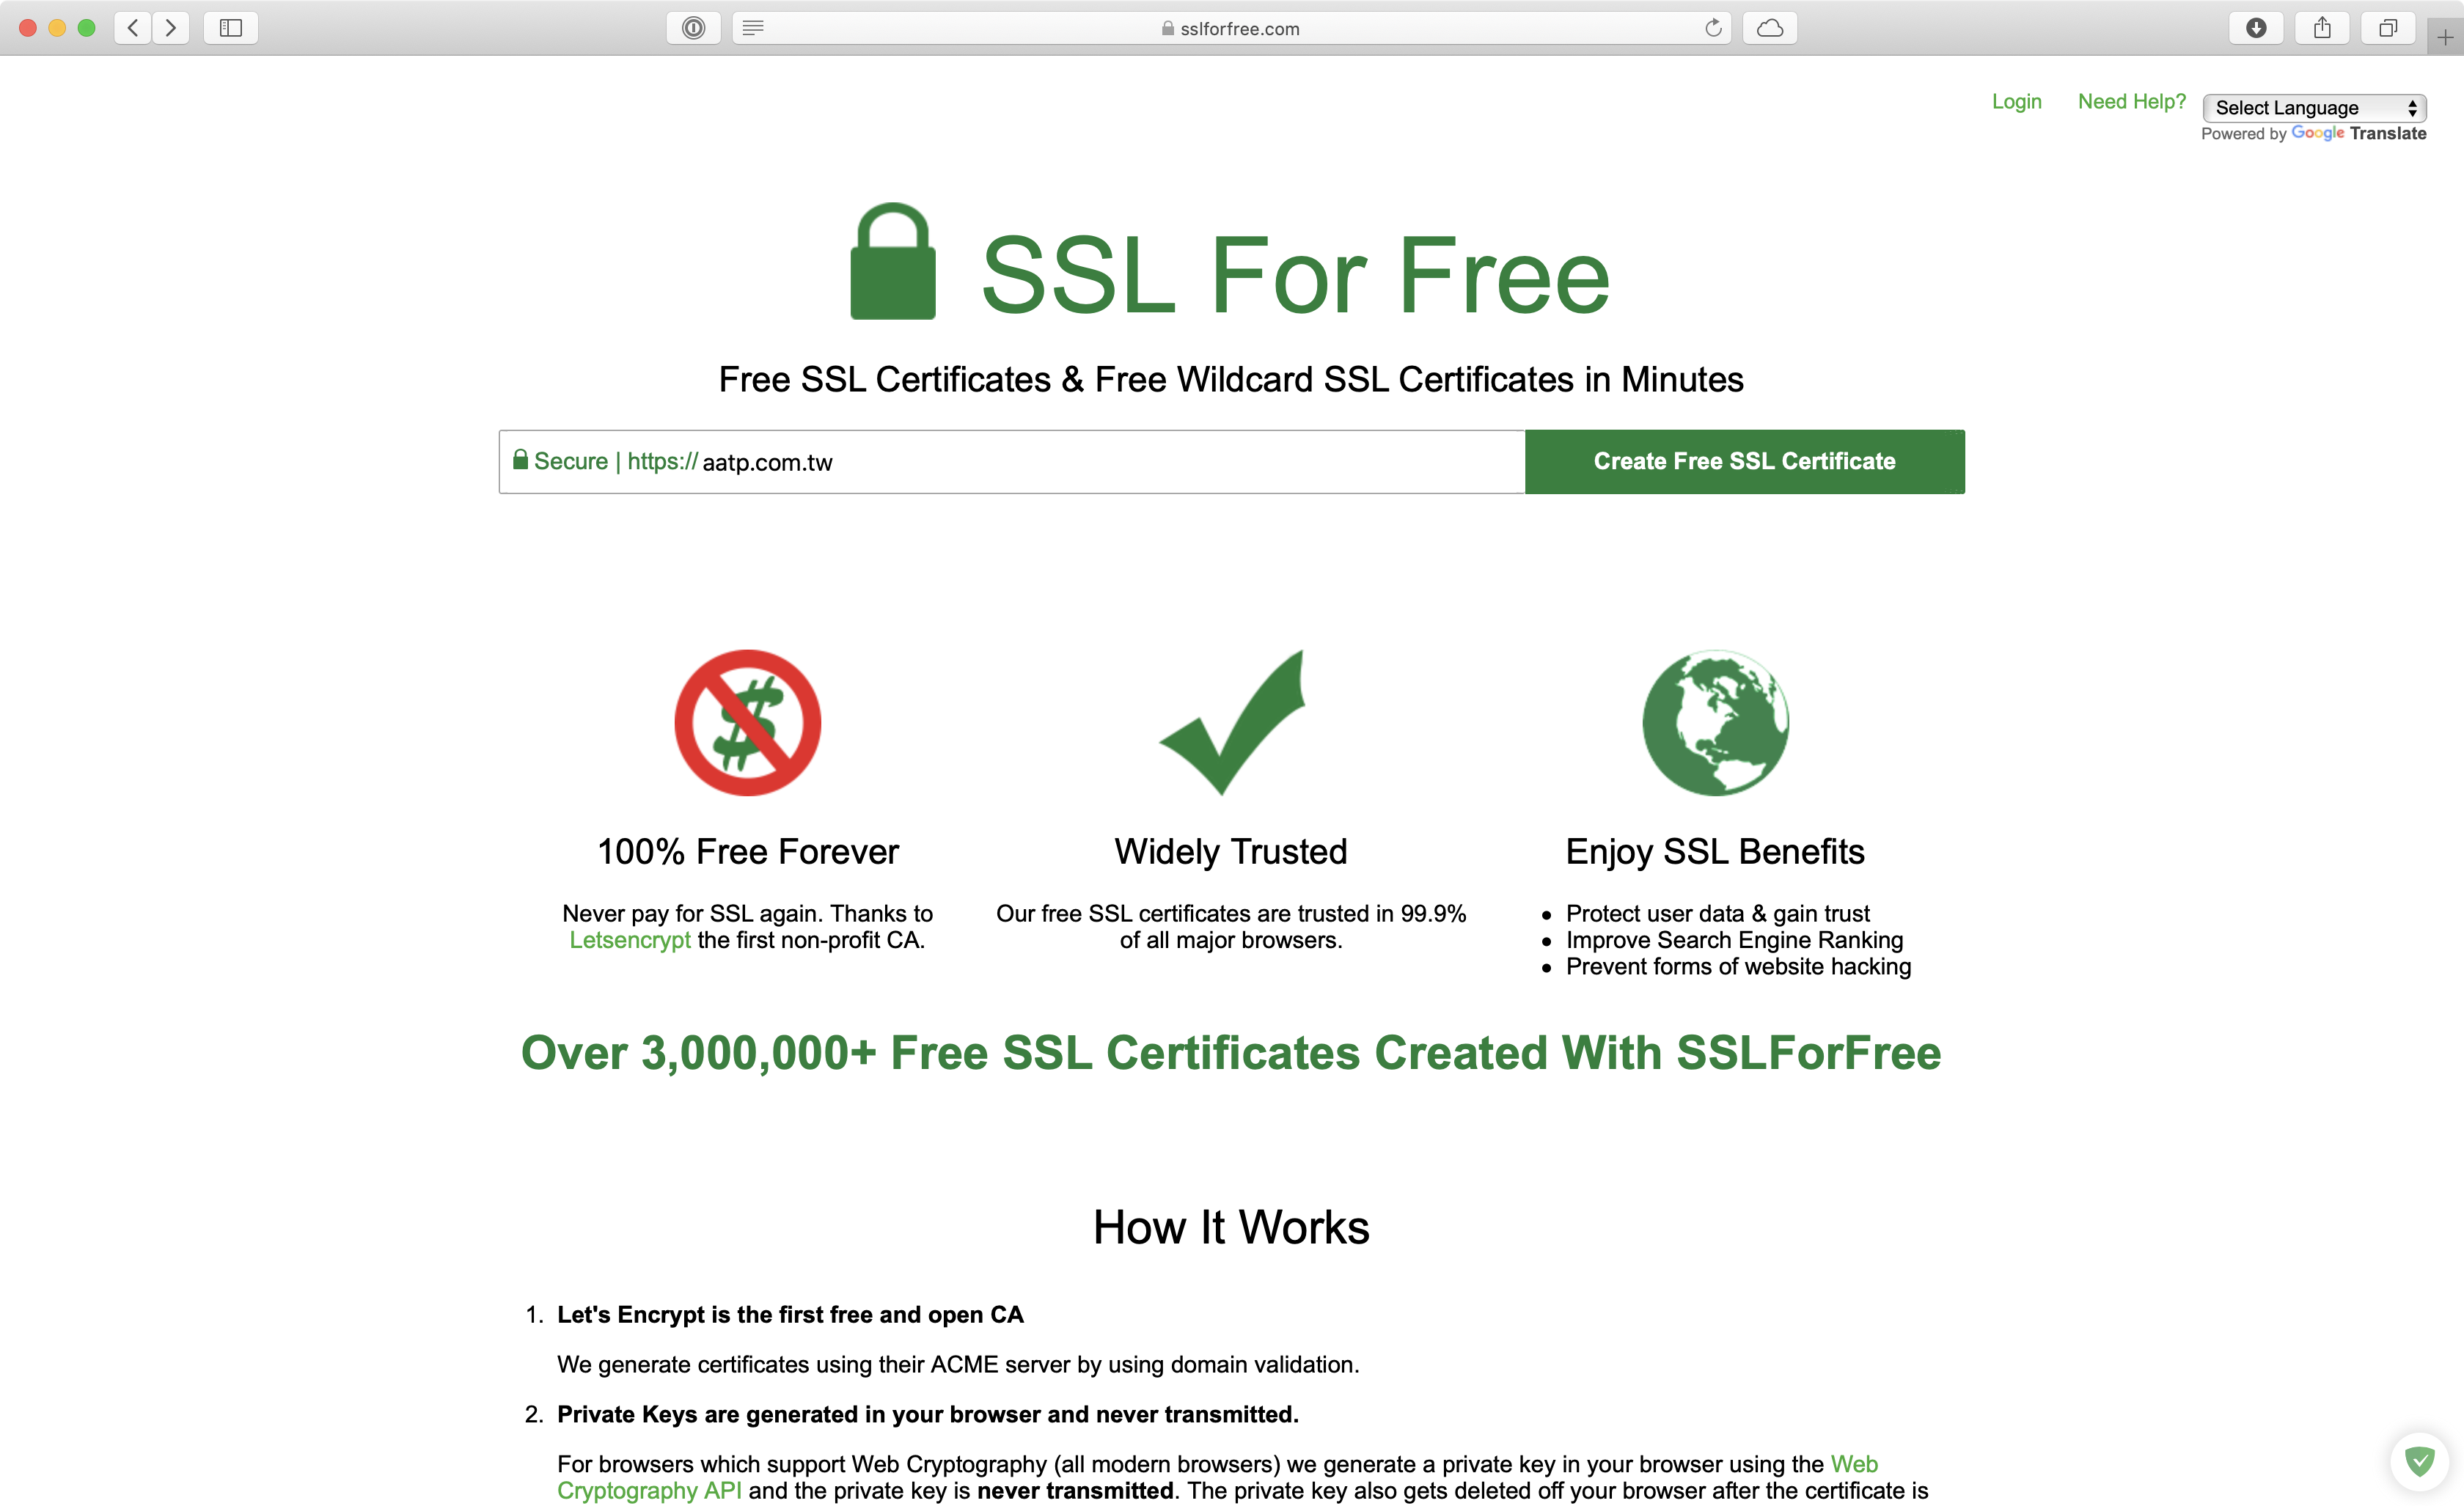 sslforfree.com
Login Need Help? Select Language
Powered by Google Translate
SSL For Free
Free SSL Certificates & Free Wildcard SSL Certificates in Minutes
Secure | https:// aatp.com.tw Create Free SSL Certificate
100% Free Forever
Never pay for SSL again. Thanks to
Letsencrypt the first non-profit CA.
Widely Trusted
Our free SSL certificates are trusted in 99.9%
of all major browsers.
Enjoy SSL Benefits
• Protect user data & gain trust
• Improve Search Engine Ranking
• Prevent forms of website hacking
Over 3,000,000+ Free SSL Certificates Created With SSLForFree
How It Works
1. Let's Encrypt is the first free and open CA
We generate certificates using their ACME server by using domain validation.
2. Private Keys are generated in your browser and never transmitted.
For browsers which support Web Cryptography (all modern browsers) we generate a private key in your browser using the Web
Cryptography API and the private key is never transmitted. The private key also gets deleted off your browser after the certificate is